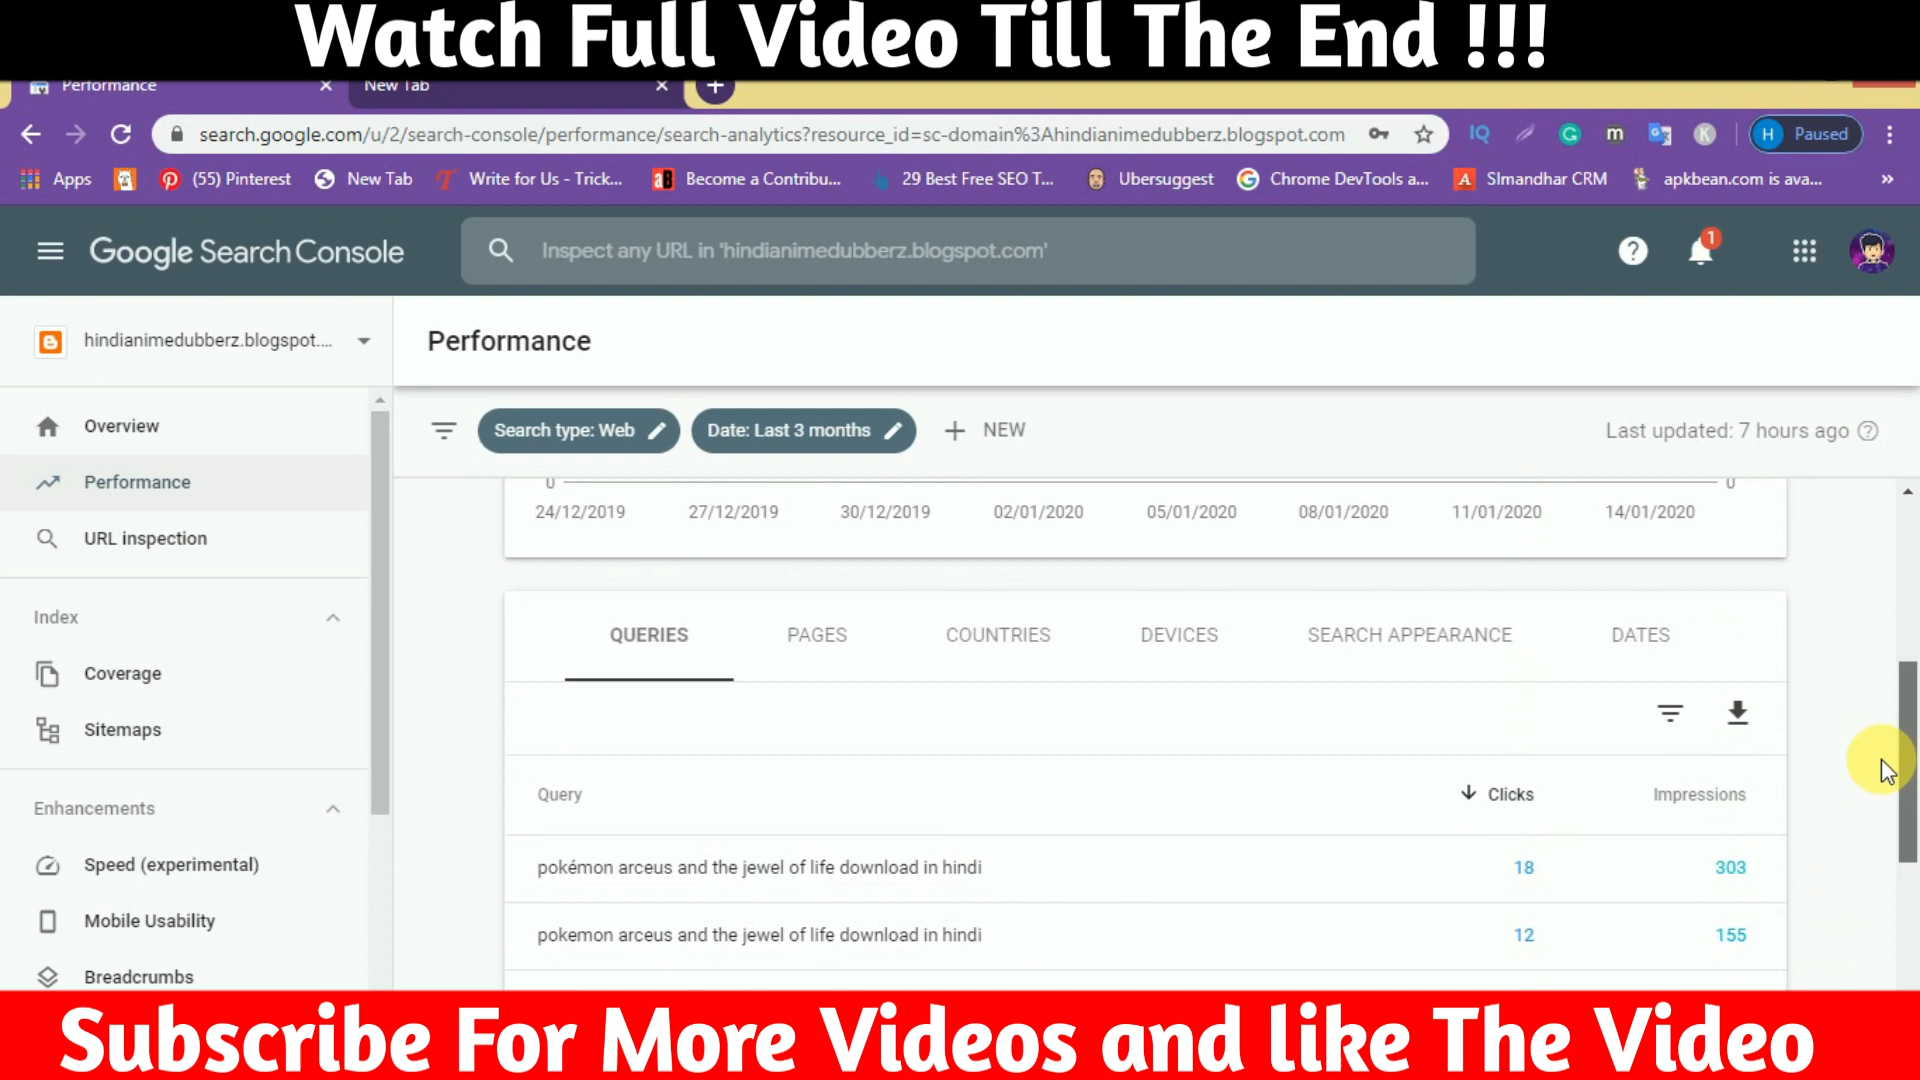 Watch Full Video Till The End !!!
Performance
New Tab
search.google.com/u/2/search-console/performance/search-analytics?resource_id=sc-domain%3Ahindianimedubberz.blogspot.com
IQ
G
m
K
H Paused
Apps
(55) Pinterest
New Tab
Write for Us - Trick...
Become a Contribu...
29 Best Free SEO T...
Ubersuggest
Chrome DevTools a...
SImandhar CRM
apkbean.com is ava...
»
Google Search Console
Inspect any URL in 'hindianimedubberz.blogspot.com'
1
hindianimedubberz.blogspot....
Performance
Overview
Performance
URL inspection
Index
Coverage
Sitemaps
Enhancements
Speed (experimental)
Mobile Usability
Breadcrumbs
Search type: Web
Date: Last 3 months
+ NEW
Last updated: 7 hours ago
0
0
24/12/2019 27/12/2019 30/12/2019 02/01/2020 05/01/2020 08/01/2020 11/01/2020 14/01/2020
QUERIES PAGES COUNTRIES DEVICES SEARCH APPEARANCE DATES
Query Clicks Impressions
pokémon arceus and the jewel of life download in hindi 18 303
pokemon arceus and the jewel of life download in hindi 12 155
Subscribe For More Videos and like The Video